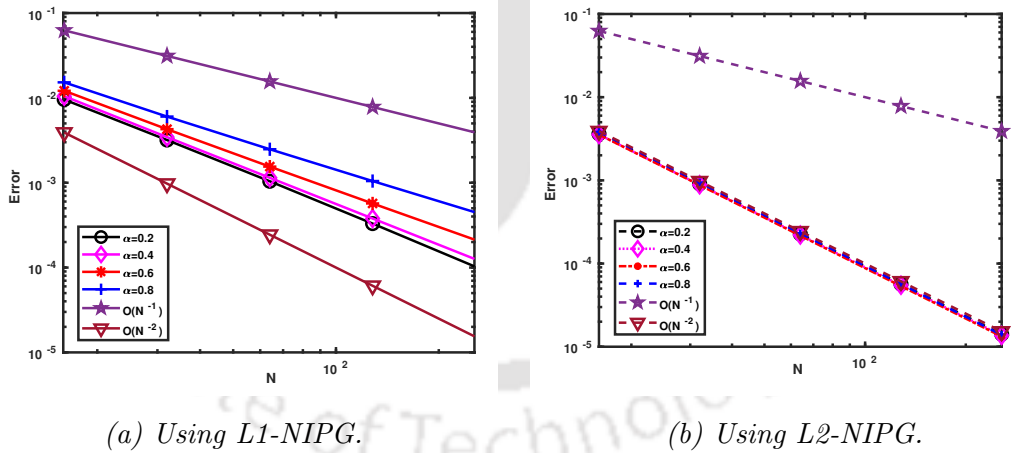 10 -1
10 -2
10 -3
10 -4
10 -5
Error
10 2
N
α=0.2
α=0.4
α=0.6
α=0.8
O(N -1)
O(N -2)
10 -1
10 -2
10 -3
10 -4
10 -5
Error
10 2
N
α=0.2
α=0.4
α=0.6
α=0.8
O(N -1)
O(N -2)
of Technolo
(a) Using L1-NIPG.
(b) Using L2-NIPG.